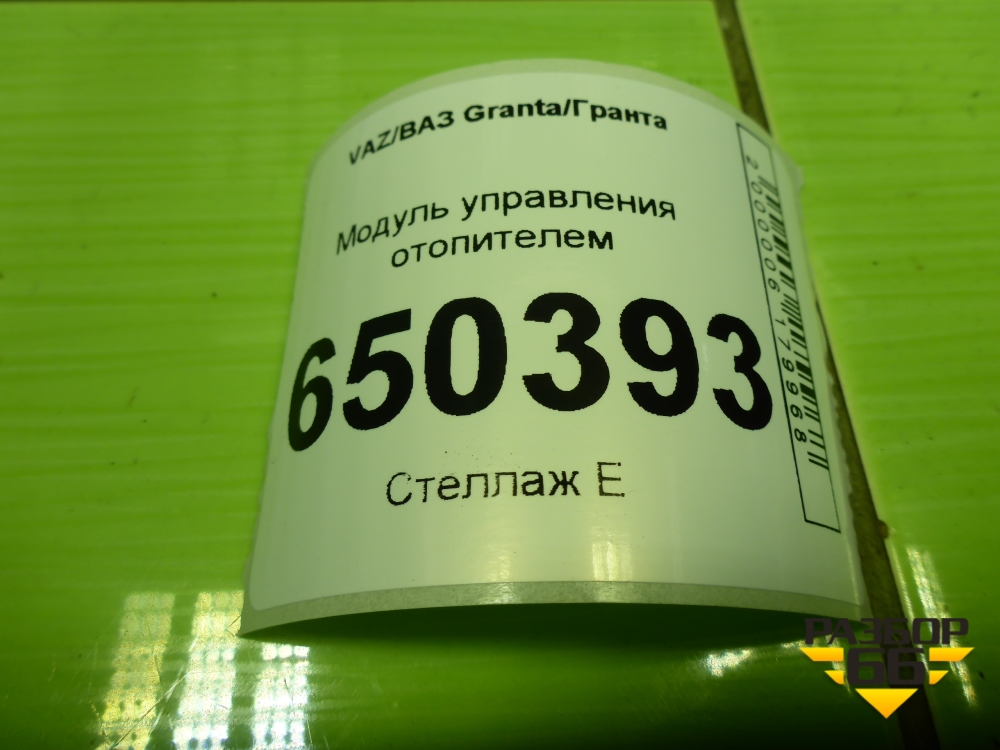 VAZ/ВАЗ Granta/Гранта
Модуль управления
отопителем
650393
Стеллаж Е
2000006179968
РАЗБОР
66